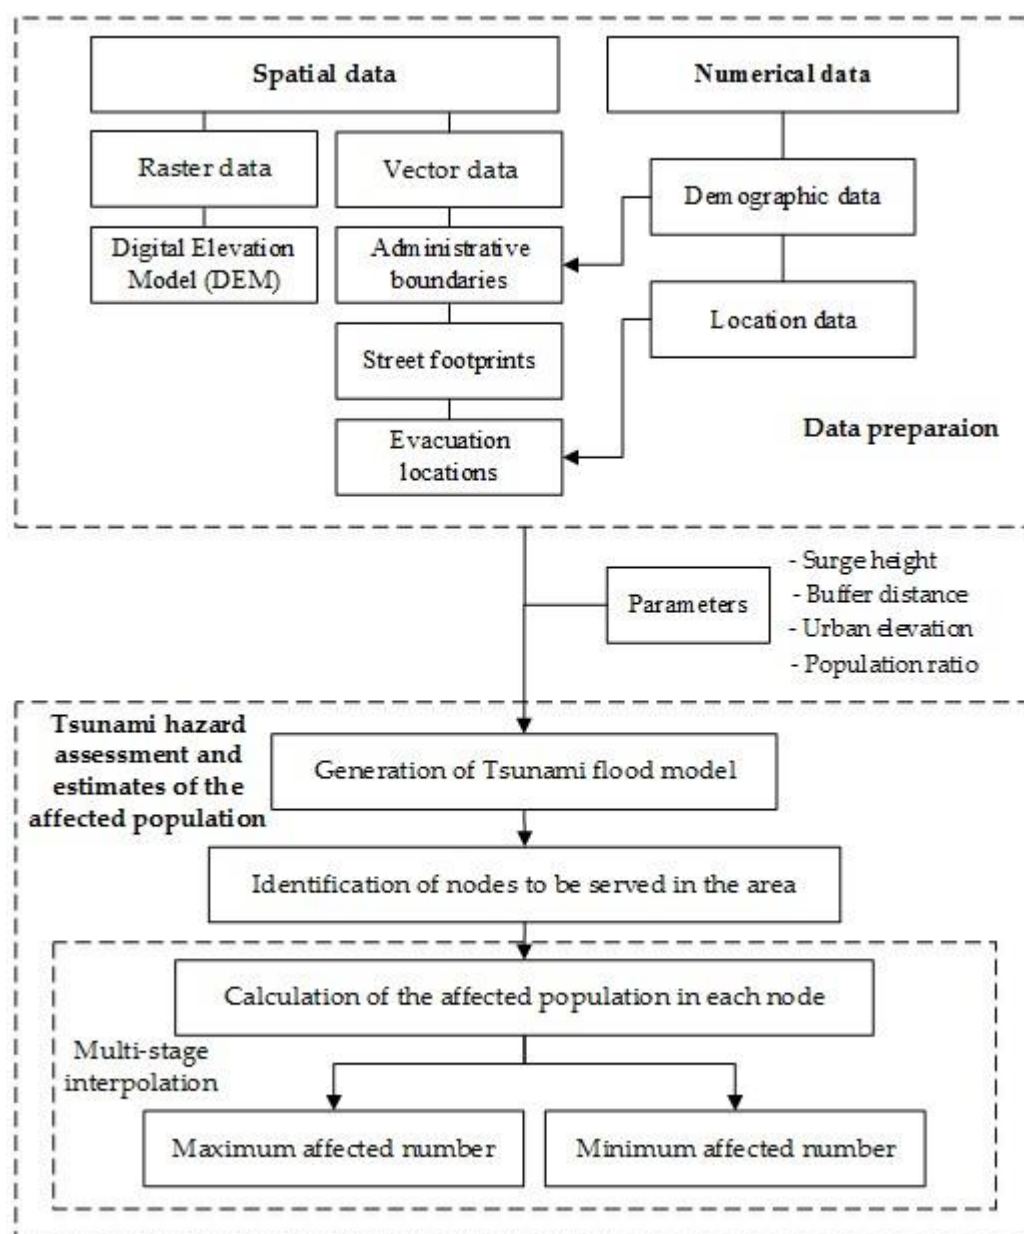 Spatial data
Numerical data
Raster data
Vector data
Demographic data
Digital Elevation
Model (DEM)
Administrative
boundaries
Location data
Street footprints
Evacuation
locations
Data preparaion
Parameters
- Surge height
- Buffer distance
- Urban elevation
- Population ratio
Tsunami hazard
assessment and
estimates of the
affected population
Generation of Tsunami flood model
Identification of nodes to be served in the area
Calculation of the affected population in each node
Multi-stage
interpolation
Maximum affected number
Minimum affected number